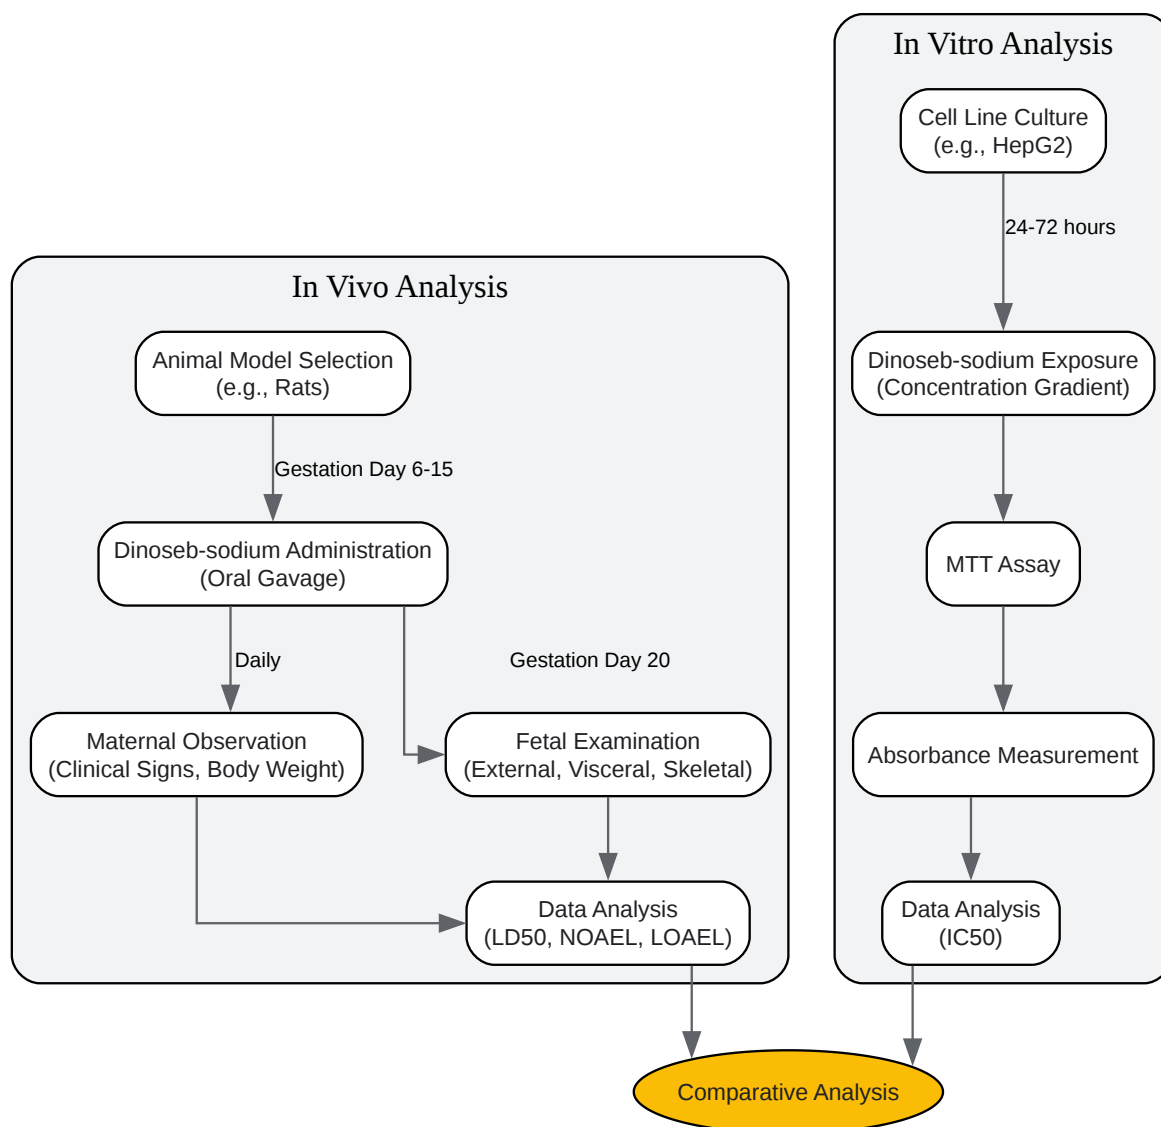 In Vivo Analysis
Animal Model Selection
(e.g., Rats)
Gestation Day 6-15
Dinoseb-sodium Administration
(Oral Gavage)
Daily
Gestation Day 20
Maternal Observation
(Clinical Signs, Body Weight)
Fetal Examination
(External, Visceral, Skeletal)
Data Analysis
(LD50, NOAEL, LOAEL)
In Vitro Analysis
Cell Line Culture
(e.g., HepG2)
24-72 hours
Dinoseb-sodium Exposure
(Concentration Gradient)
MTT Assay
Absorbance Measurement
Data Analysis
(IC50)
Comparative Analysis